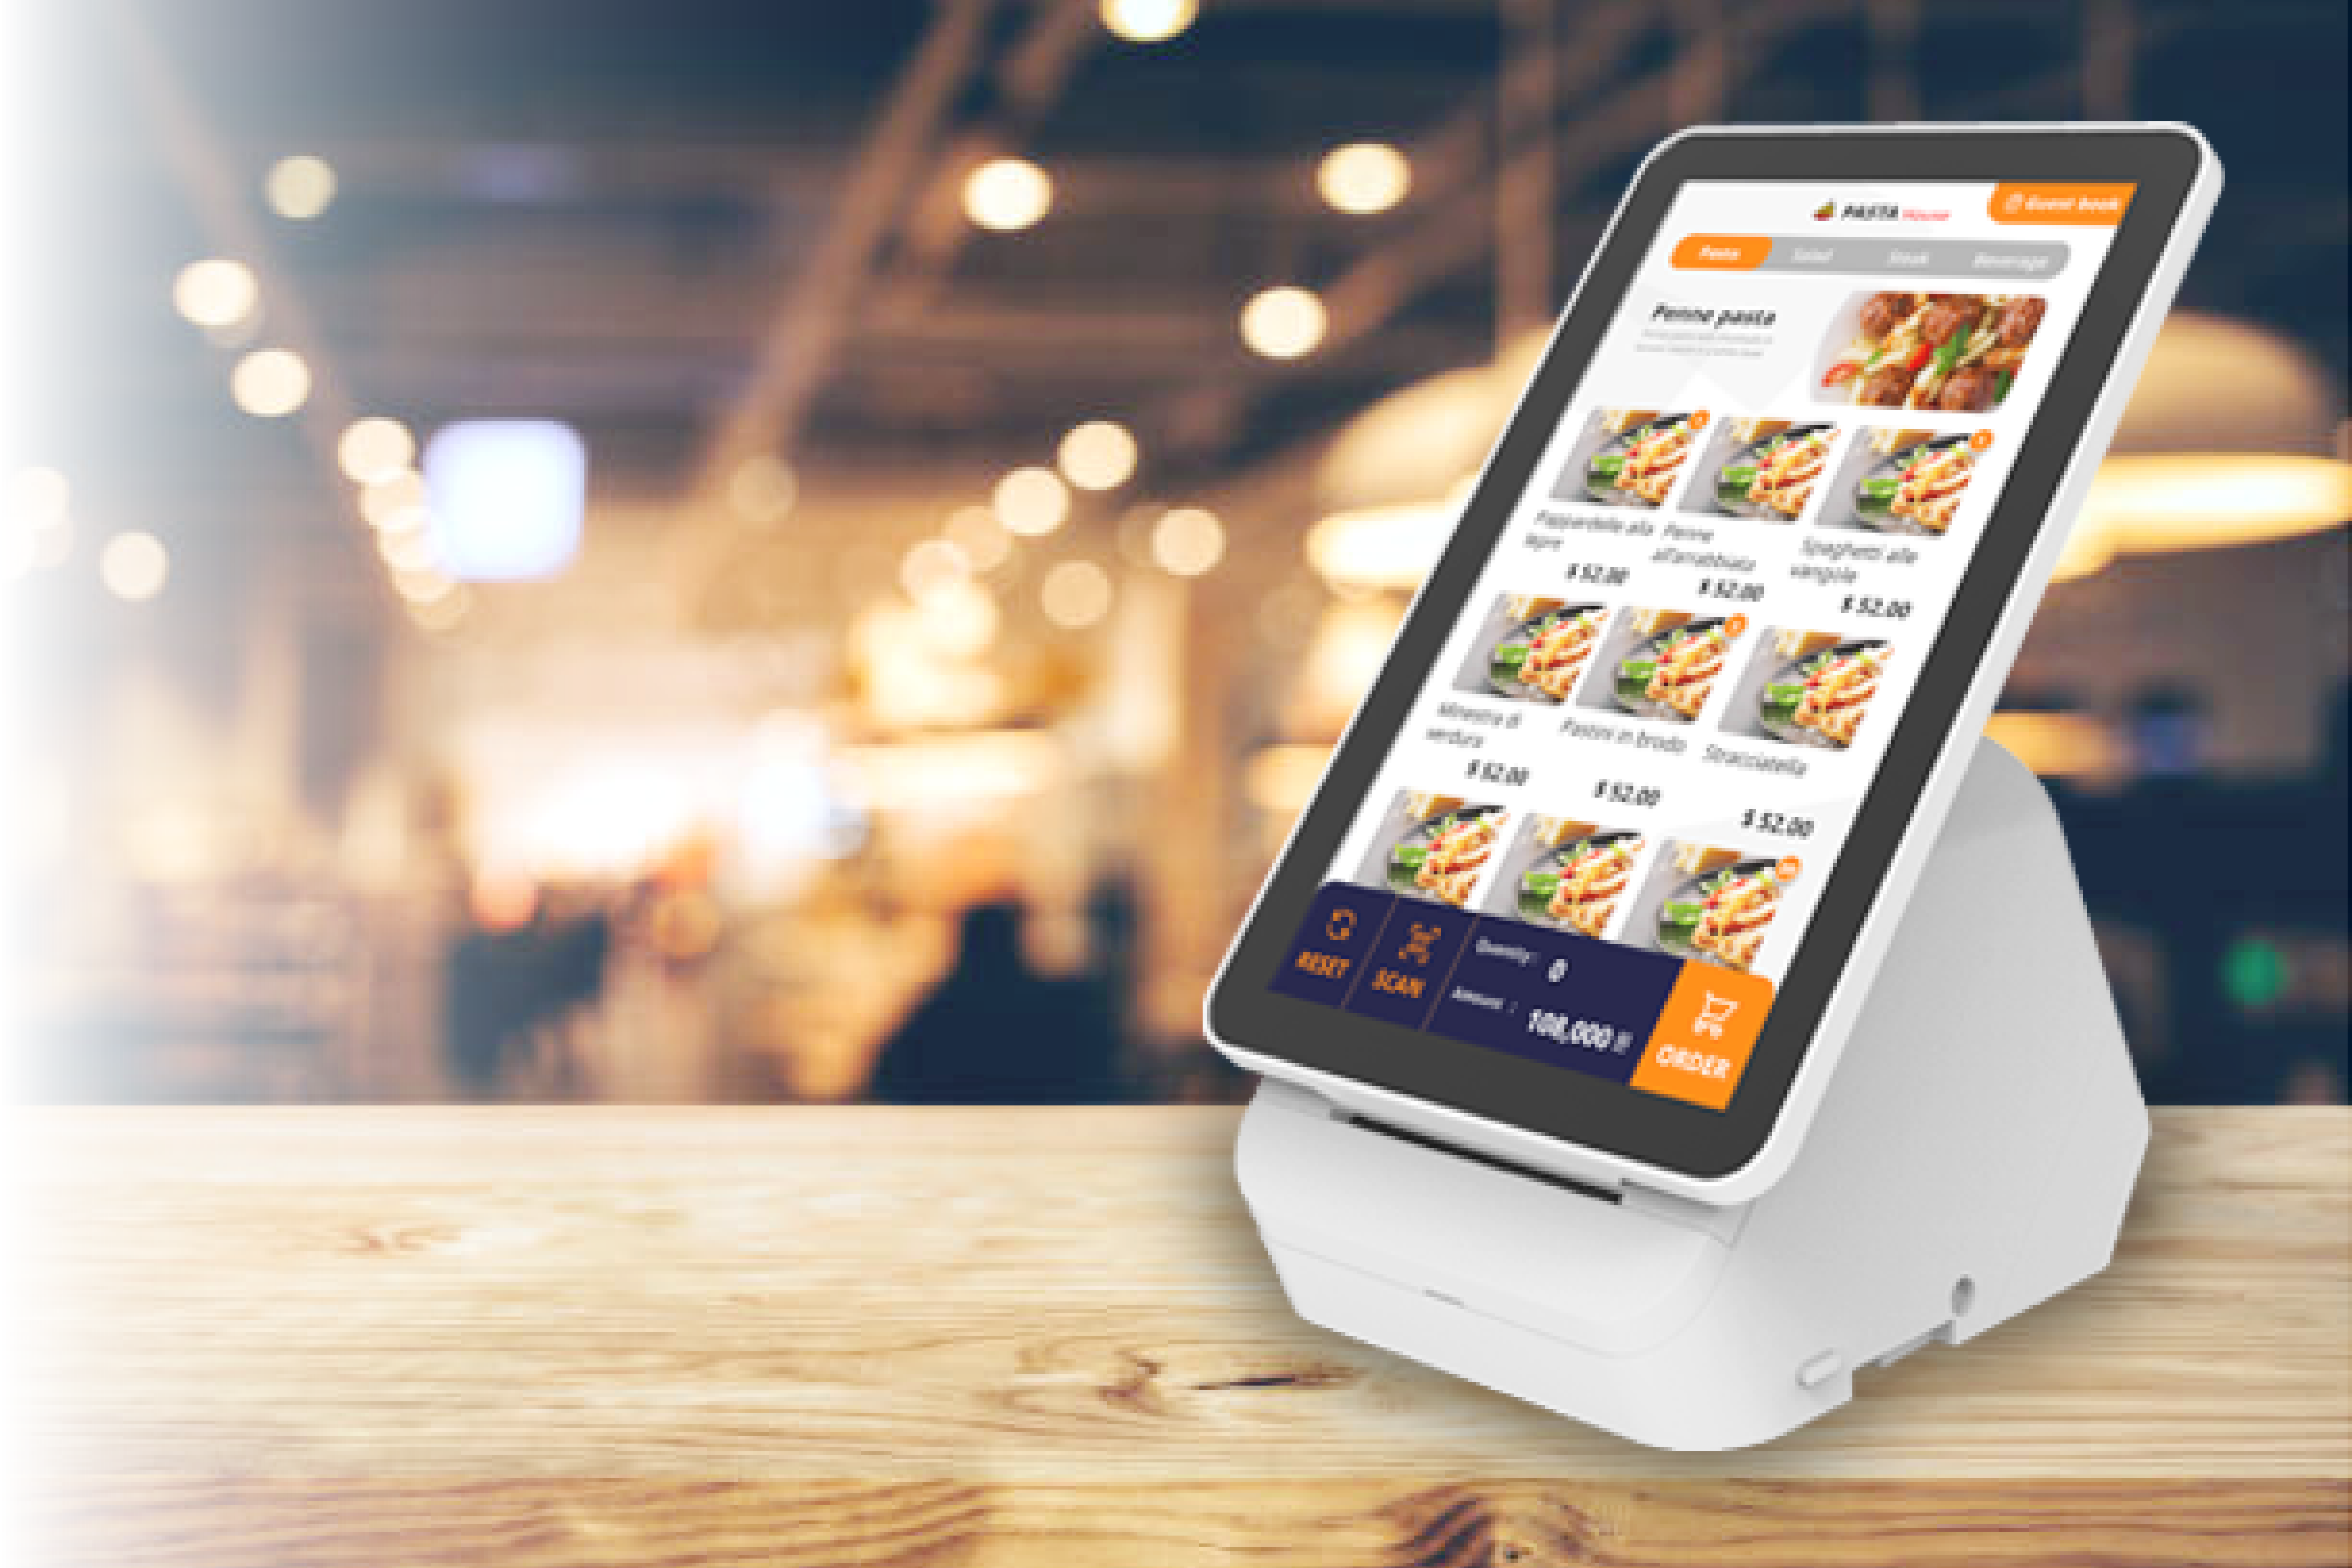 PASTA House
Guest book
Pasta Salad Steak Beverage
Penne pasta
Pappardelle alla
lepre
$ 52.00
Penne
all'arrabbiata
$ 52.00
Spaghetti alle
vongole
$ 52.00
Minestra di
verdura
$ 52.00
Pastini in brodo
$ 52.00
Stracciatella
$ 52.00
RESET
SCAN
Quantity : 0
Amount : 108,000 원
ORDER